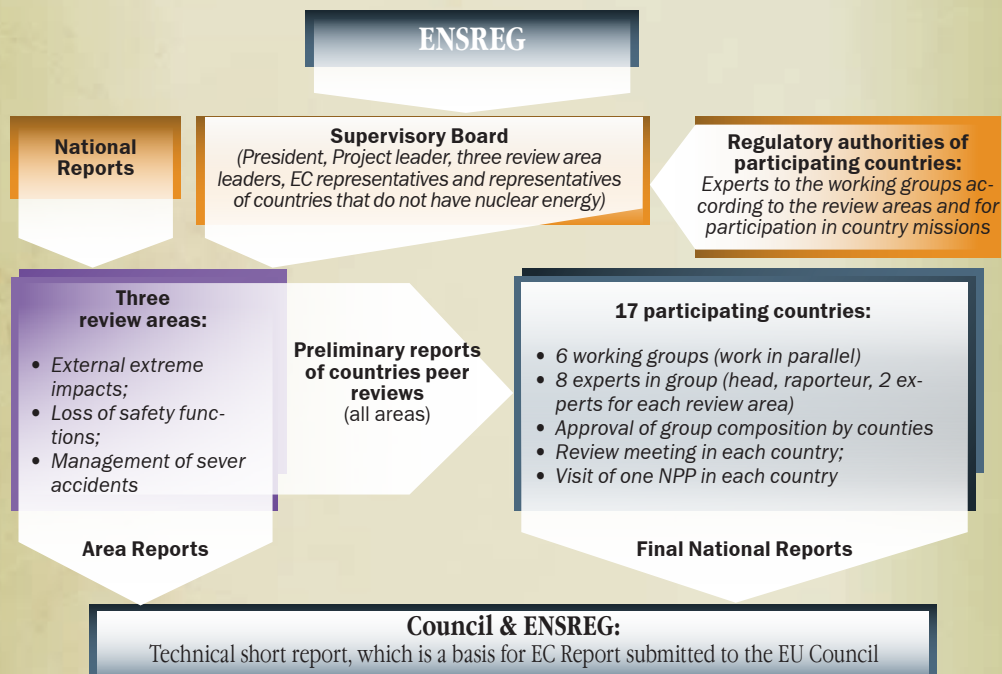 ENSREG
National
Reports
Supervisory Board
(President, Project leader, three review area
leaders, EC representatives and representatives
of countries that do not have nuclear energy)
Regulatory authorities of
participating countries:
Experts to the working groups ac-
cording to the review areas and for
participation in country missions
Three
review areas:
• External extreme
impacts;
• Loss of safety func-
tions;
• Management of sever
accidents
Preliminary reports
of countries peer
reviews
(all areas)
17 participating countries:
• 6 working groups (work in parallel)
• 8 experts in group (head, raporteur, 2 ex-
perts for each review area)
• Approval of group composition by counties
• Review meeting in each country;
• Visit of one NPP in each country
Area Reports
Final National Reports
Council & ENSREG:
Technical short report, which is a basis for EC Report submitted to the EU Council